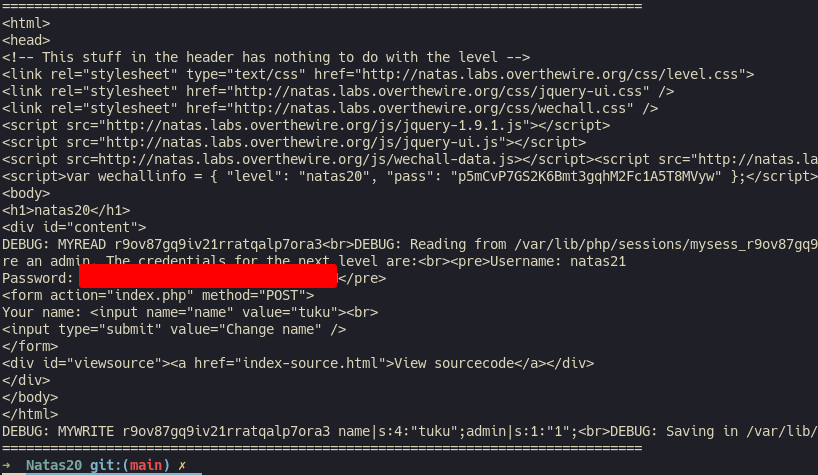 ================================================================================
<html>
<head>
<!-- This stuff in the header has nothing to do with the level -->
<link rel="stylesheet" type="text/css" href="http://natas.labs.overthewire.org/css/level.css">
<link rel="stylesheet" href="http://natas.labs.overthewire.org/css/jquery-ui.css" />
<link rel="stylesheet" href="http://natas.labs.overthewire.org/css/wechall.css" />
<script src="http://natas.labs.overthewire.org/js/jquery-1.9.1.js"></script>
<script src="http://natas.labs.overthewire.org/js/jquery-ui.js"></script>
<script src=http://natas.labs.overthewire.org/js/wechall-data.js></script><script src="http://natas.la
<script>var wechallinfo = { "level": "natas20", "pass": "p5mCvP7GS2K6Bmt3gqhM2Fc1A5T8MVyw" };</script>
<body>
<h1>natas20</h1>
<div id="content">
DEBUG: MYREAD r9ov87gq9iv21rratqalp7ora3<br>DEBUG: Reading from /var/lib/php/sessions/mysess_r9ov87gq9
re an admin. The credentials for the next level are:<br><pre>Username: natas21
Password: </pre>
<form action="index.php" method="POST">
Your name: <input name="name" value="tuku"><br>
<input type="submit" value="Change name" />
</form>
<div id="viewsource"><a href="index-source.html">View sourcecode</a></div>
</div>
</body>
</html>
DEBUG: MYWRITE r9ov87gq9iv21rratqalp7ora3 name|s:4:"tuku";admin|s:1:"1";<br>DEBUG: Saving in /var/lib/
================================================================================
➜ Natas20 git:(main) ✗